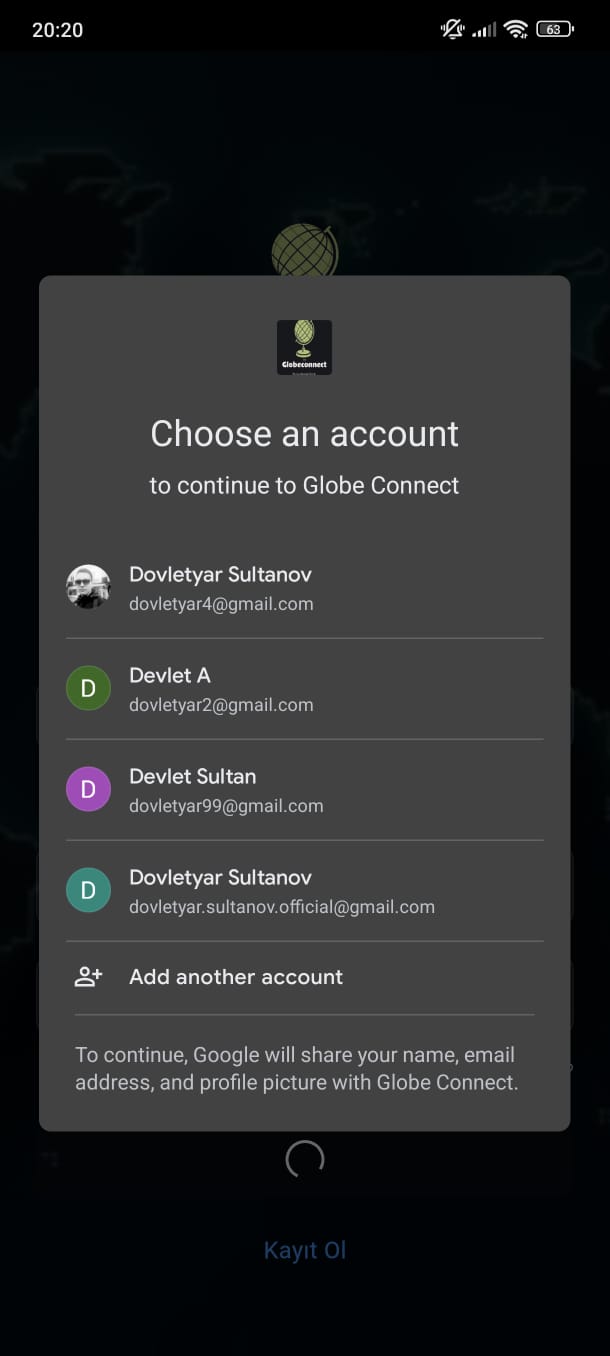 20:20
63
Globeconnect
Choose an account
to continue to Globe Connect
Dovletyar Sultanov
dovletyar4@gmail.com
D
Devlet A
dovletyar2@gmail.com
D
Devlet Sultan
dovletyar99@gmail.com
D
Dovletyar Sultanov
dovletyar.sultanov.official@gmail.com
Add another account
To continue, Google will share your name, email
address, and profile picture with Globe Connect.
Kayıt Ol